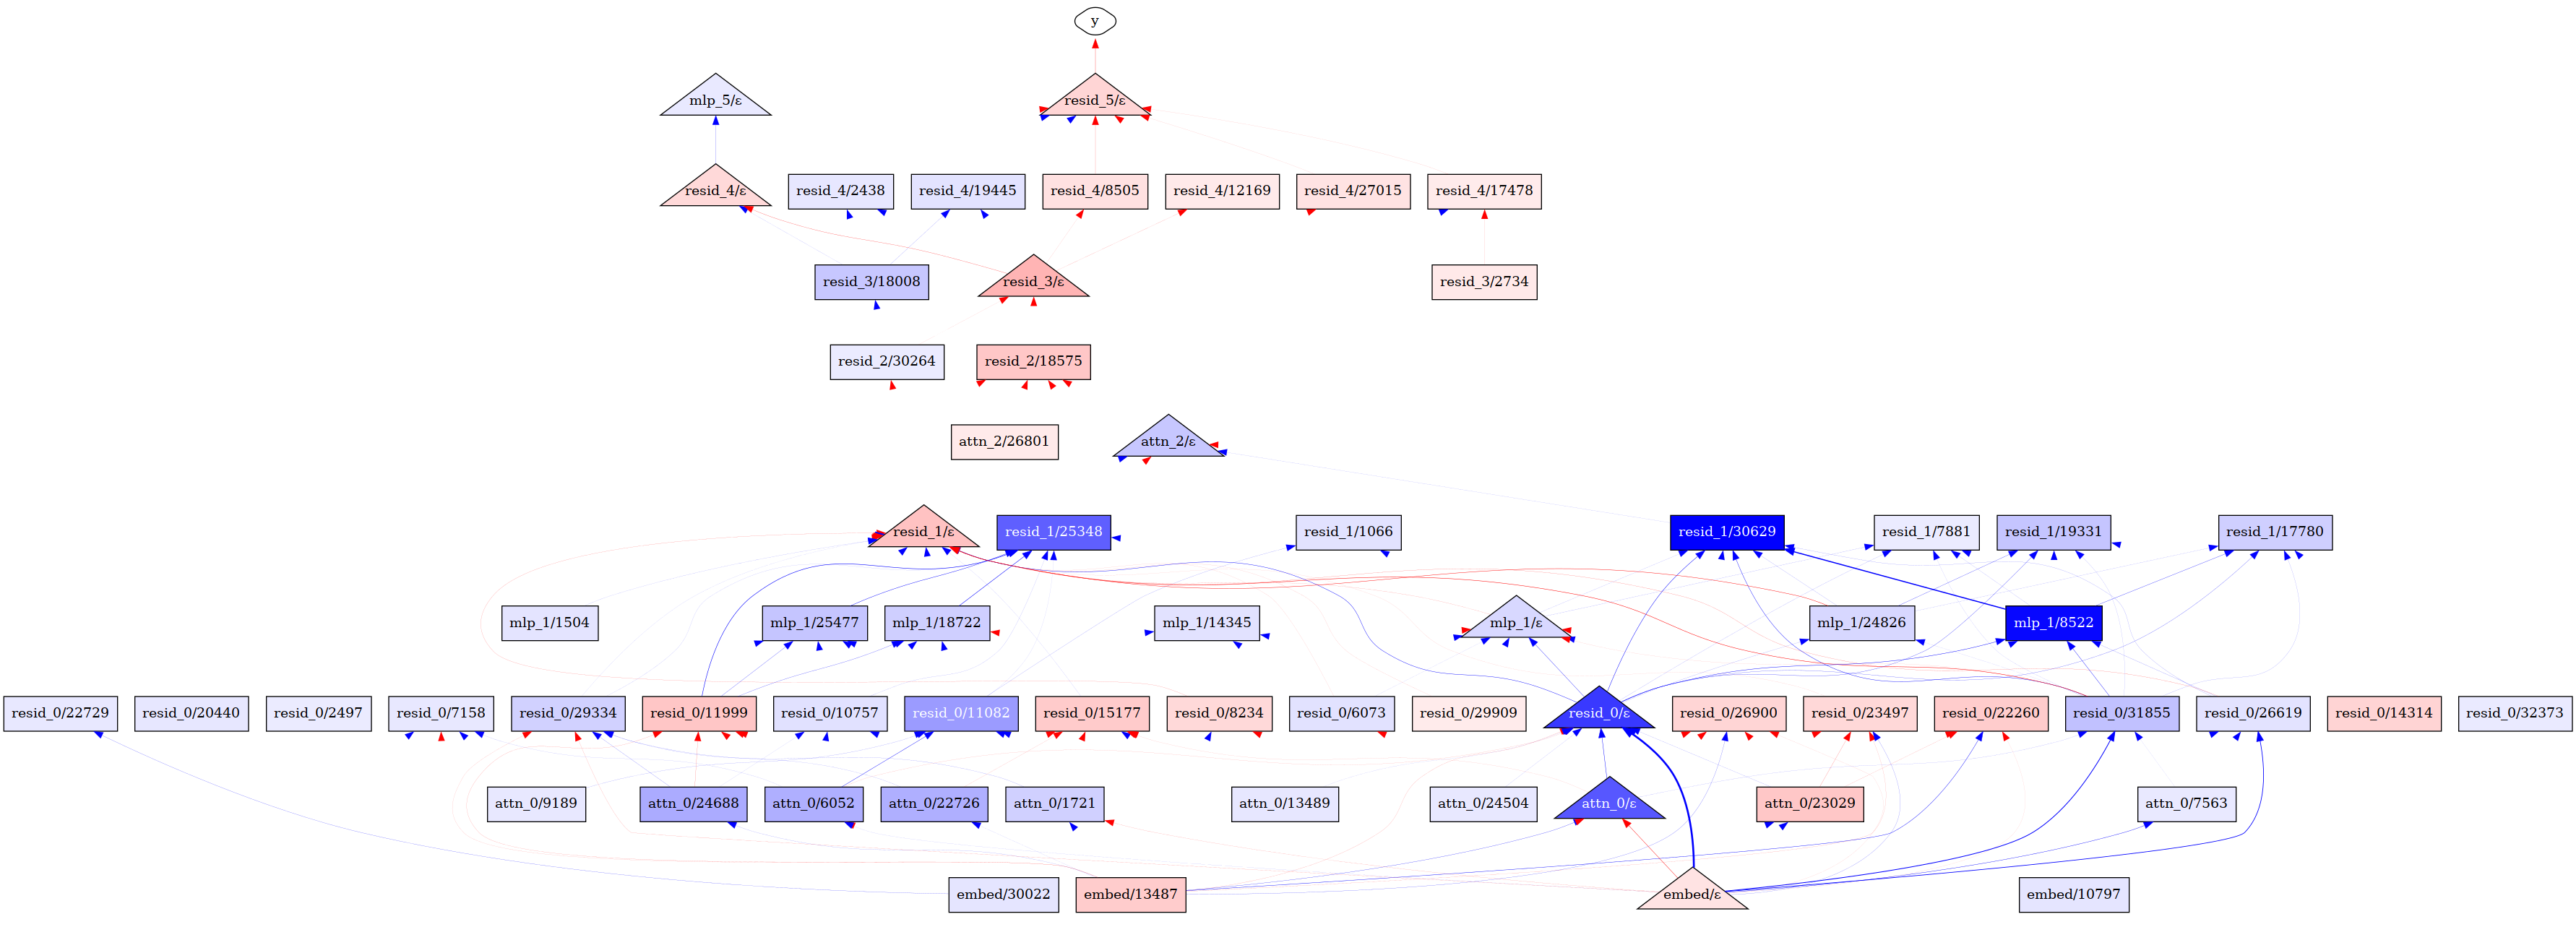 y
mlp_5/ε
resid_5/ε
resid_4/ε
resid_4/2438
resid_4/19445
resid_4/8505
resid_4/12169
resid_4/27015
resid_4/17478
resid_3/18008
resid_3/ε
resid_3/2734
resid_2/30264
resid_2/18575
attn_2/26801
attn_2/ε
resid_1/ε
resid_1/25348
resid_1/1066
resid_1/30629
resid_1/7881
resid_1/19331
resid_1/17780
mlp_1/1504
mlp_1/25477
mlp_1/18722
mlp_1/14345
mlp_1/ε
mlp_1/24826
mlp_1/8522
resid_0/22729
resid_0/20440
resid_0/2497
resid_0/7158
resid_0/29334
resid_0/11999
resid_0/10757
resid_0/11082
resid_0/15177
resid_0/8234
resid_0/6073
resid_0/29909
resid_0/ε
resid_0/26900
resid_0/23497
resid_0/22260
resid_0/31855
resid_0/26619
resid_0/14314
resid_0/32373
attn_0/9189
attn_0/24688
attn_0/6052
attn_0/22726
attn_0/1721
attn_0/13489
attn_0/24504
attn_0/ε
attn_0/23029
attn_0/7563
embed/30022
embed/13487
embed/ε
embed/10797